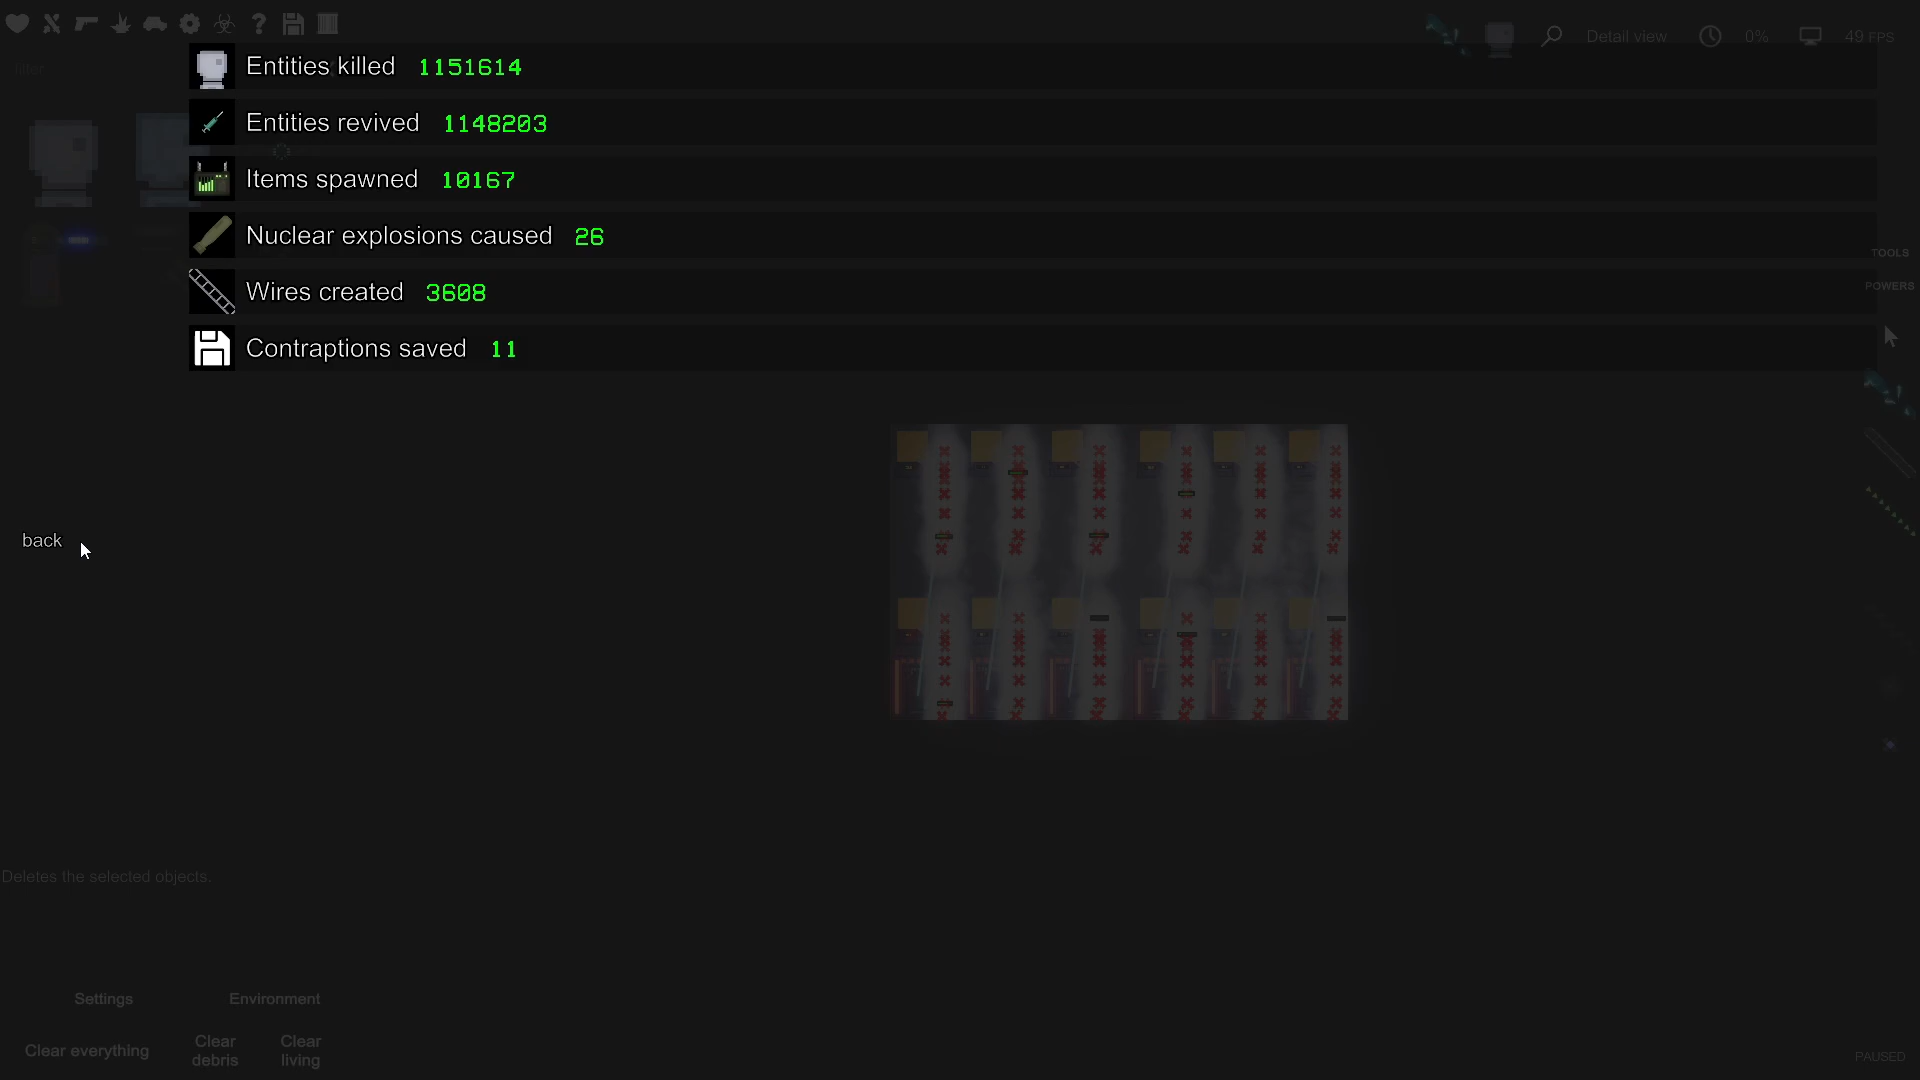 Detail view 0% 49 FPS
filter
Entities killed 1151614
Entities revived 1148203
Items spawned 10167
Nuclear explosions caused 26
TOOLS
POWERS
Wires created 3608
Contraptions saved 11
back
Deletes the selected objects.
Settings Environment
Clear everything
Clear debris
Clear living
PAUSED